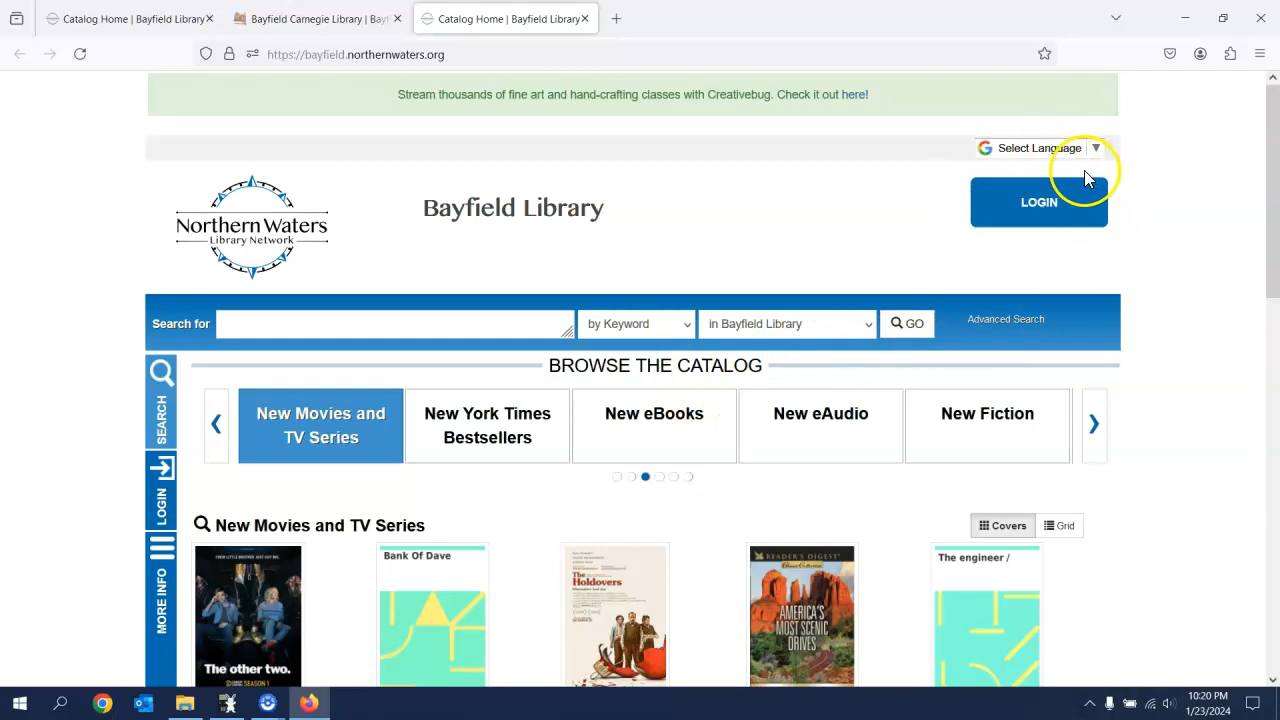 Catalog Home | Bayfield Library
Bayfield Carnegie Library | Bayf
Catalog Home | Bayfield Library
https://bayfield.northernwaters.org
Stream thousands of fine art and hand-crafting classes with Creativebug. Check it out here!
Select Language
Northern Waters
Library Network
Bayfield Library
LOGIN
Search for
by Keyword
in Bayfield Library
GO
Advanced Search
SEARCH
LOGIN
MORE INFO
BROWSE THE CATALOG
New Movies and
TV Series
New York Times
Bestsellers
New eBooks
New eAudio
New Fiction
New Movies and TV Series
Covers
Grid
The other two.
SEASON 1
Bank Of Dave
The
Holdovers
READER'S DIGEST
AMERICA'S
MOST SCENIC
DRIVES
The engineer /
10:20 PM
1/23/2024